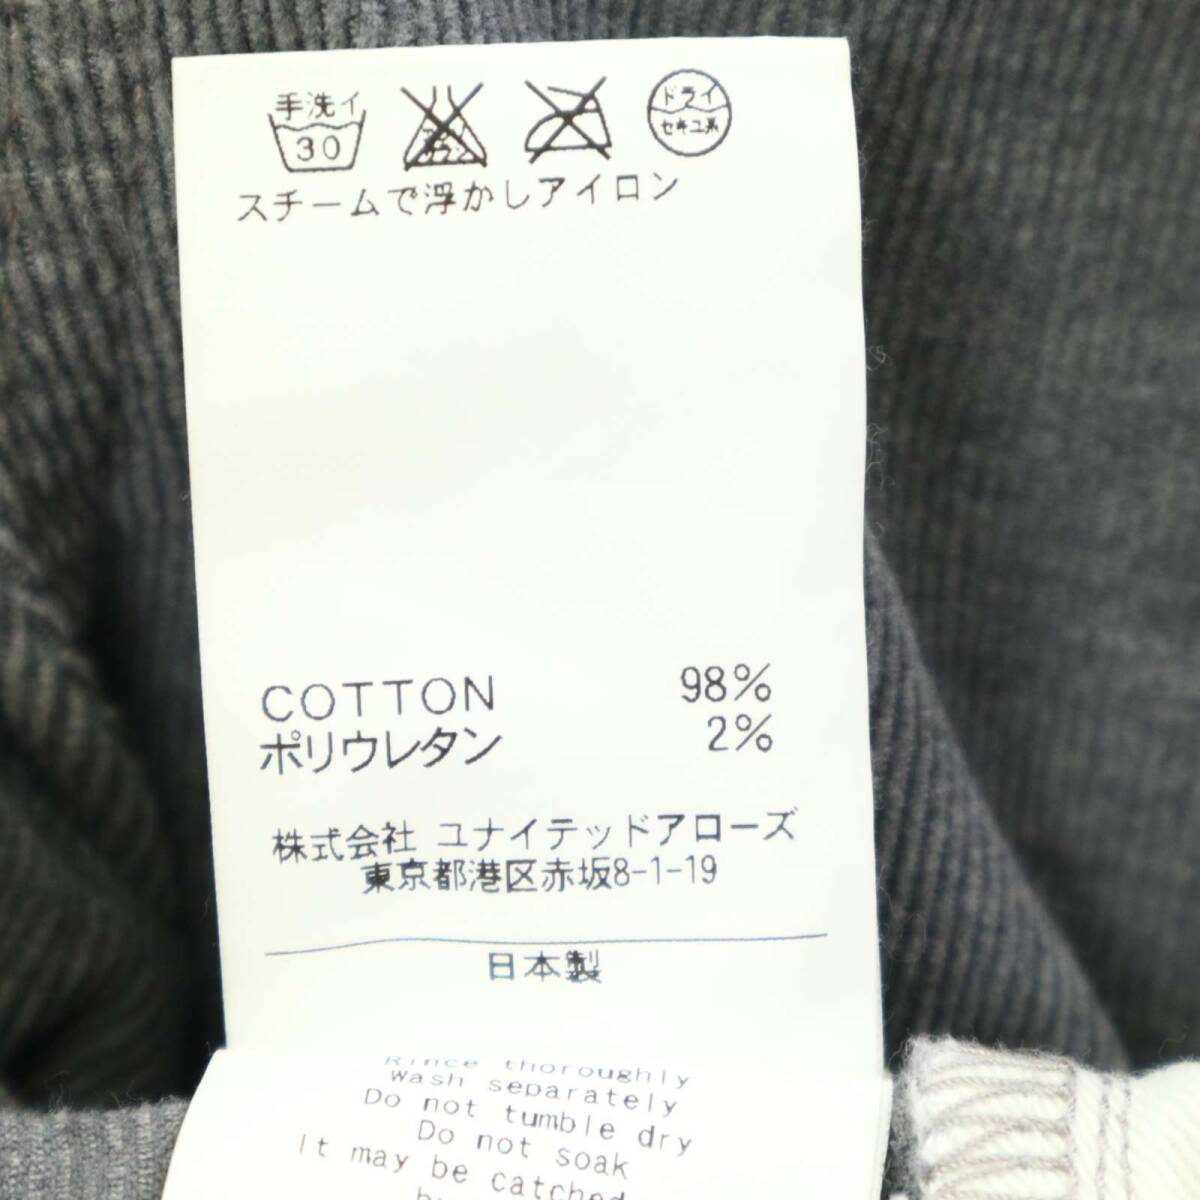 手洗イ
30
ドライ
セキユ系
スチームで浮かしアイロン
COTTON 98%
ポリウレタン 2%
株式会社 ユナイテッドアローズ
東京都港区赤坂8-1-19
日本製
Rince thoroughly
Wash separately
Do not tumble dry
Do not soak
It may be catched